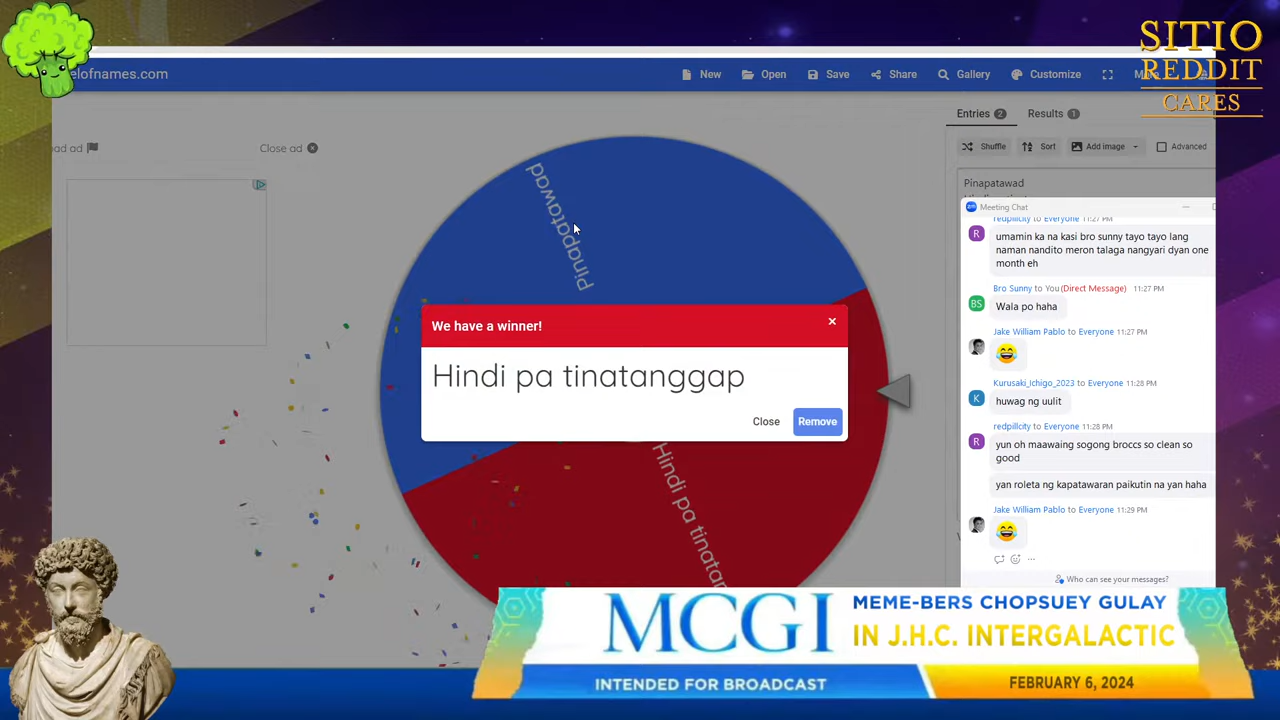 SITIO
REDDIT
CARES
elofnames.com
New Open Save Share Gallery Customize
ad ad Close ad
Entries 2 Results 1
Shuffle Sort Add image Advanced
Pinapatawad
Pinapatawad
Hindi pa tinatan
We have a winner!
Hindi pa tinatanggap
Close Remove
Meeting Chat
redpillcity to Everyone 11:27 PM
R
umamin ka na kasi bro sunny tayo tayo lang
naman nandito meron talaga nangyari dyan one
month eh
Bro Sunny to You (Direct Message) 11:27 PM
BS
Wala po haha
Jake William Pablo to Everyone 11:27 PM
Kurusaki_Ichigo_2023 to Everyone 11:28 PM
K
huwag ng uulit
redpillcity to Everyone 11:28 PM
R
yun oh maawaing sogong broccs so clean so
good
yan roleta ng kapatawaran paikutin na yan haha
Jake William Pablo to Everyone 11:29 PM
Who can see your messages?
MCGI
MEME-BERS CHOPSUEY GULAY
IN J.H.C. INTERGALACTIC
INTENDED FOR BROADCAST
FEBRUARY 6, 2024